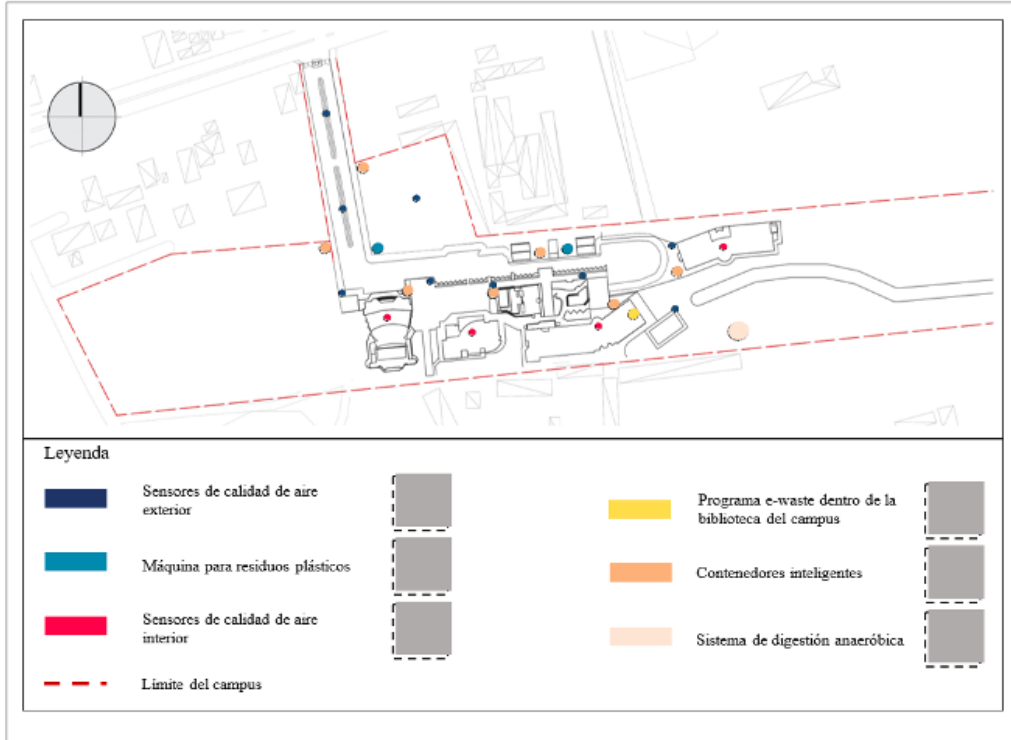 Leyenda
Sensores de calidad de aire
exterior
Máquina para residuos plásticos
Sensores de calidad de aire
interior
Límite del campus
Programa e-waste dentro de la
biblioteca del campus
Contenedores inteligentes
Sistema de digestión anaeróbica